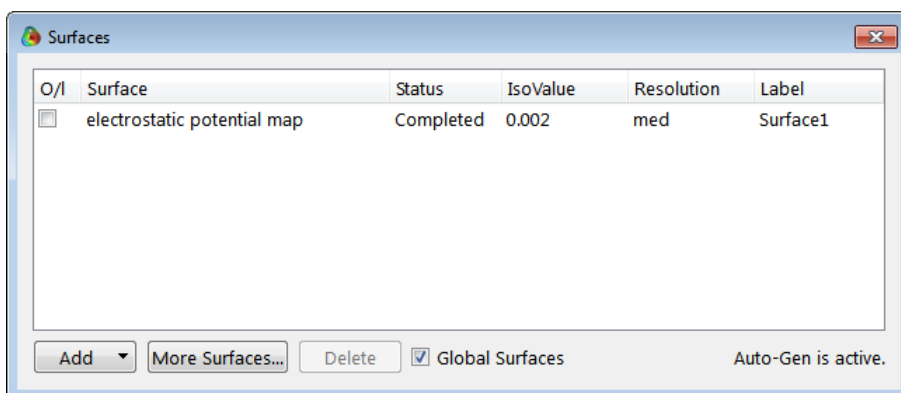 Surfaces
O/I Surface Status IsoValue Resolution Label
electrostatic potential map Completed 0.002 med Surface1
Add More Surfaces... Delete Global Surfaces Auto-Gen is active.